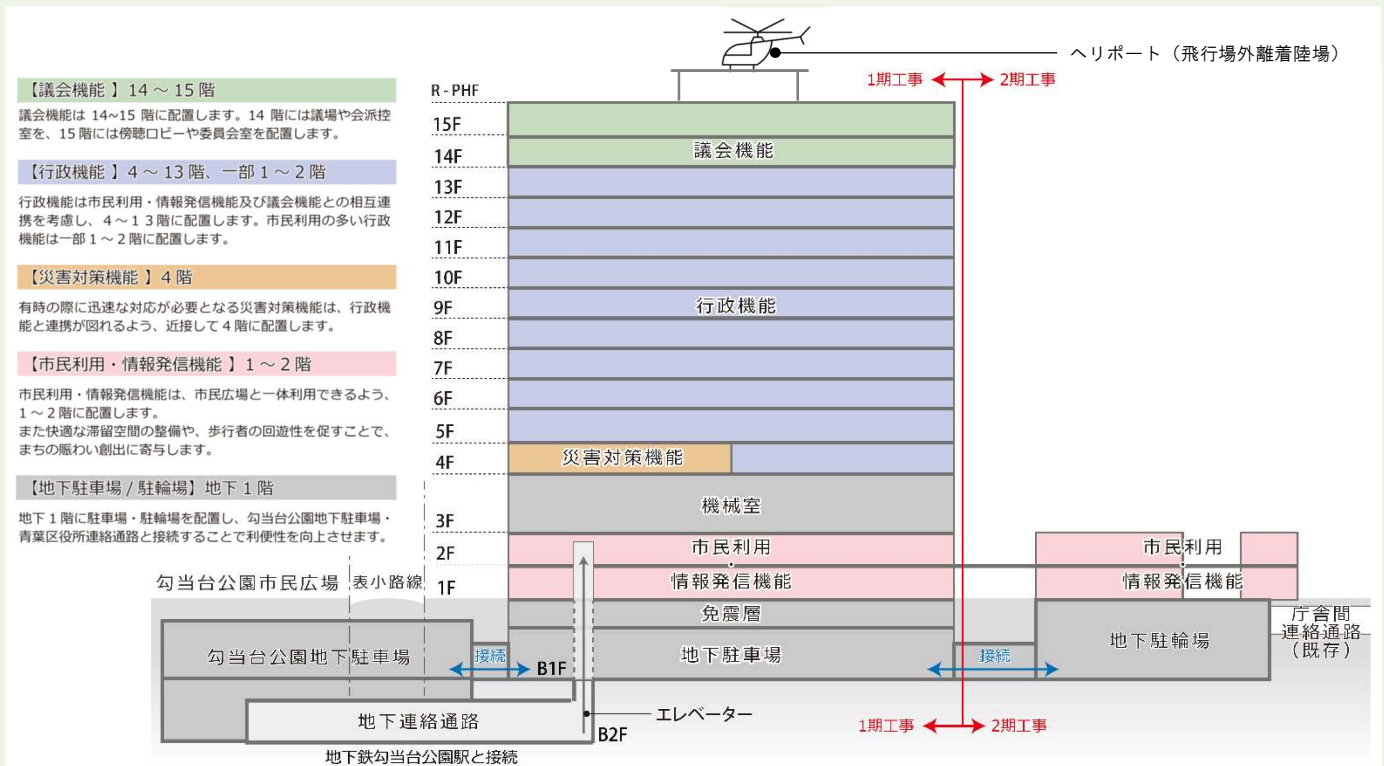 ヘリポート（飛行場外離着陸場）
1期工事
2期工事
【議会機能 】14 ～ 15 階
議会機能は 14~15 階に配置します。14 階には議場や会派控
室を、15 階には傍聴ロビーや委員会室を配置します。
【行政機能 】4 ～ 13 階、一部 1 ～ 2 階
行政機能は市民利用・情報発信機能及び議会機能との相互連
携を考慮し、4 ～ 1 3 階に配置します。市民利用の多い行政
機能は一部 1 ～ 2 階に配置します。
【災害対策機能 】4 階
有時の際に迅速な対応が必要となる災害対策機能は、行政機
能と連携が図れるよう、近接して 4 階に配置します。
【市民利用・情報発信機能 】1 ～ 2 階
市民利用・情報発信機能は、市民広場と一体利用できるよう、
1 ～ 2 階に配置します。
また快適な滞留空間の整備や、歩行者の回遊性を促すことで、
まちの賑わい創出に寄与します。
【地下駐車場 / 駐輪場】地下 1 階
地下 1 階に駐車場・駐輪場を配置し、勾当台公園地下駐車場・
青葉区役所連絡通路と接続することで利便性を向上させます。
R - PHF
15F
14F
議会機能
13F
12F
11F
10F
9F
行政機能
8F
7F
6F
5F
4F
災害対策機能
3F
機械室
2F
市民利用
市民利用
1F
情報発信機能
情報発信機能
勾当台公園市民広場
表小路線
免震層
庁舎間
連絡通路
（既存）
勾当台公園地下駐車場
接続
B1F
地下駐車場
接続
地下駐輪場
地下連絡通路
エレベーター
B2F
1期工事
2期工事
地下鉄勾当台公園駅と接続